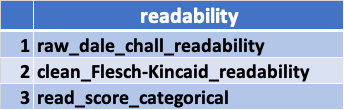 readability
1 raw_dale_chall_readability
2 clean_Flesch-Kincaid_readability
3 read_score_categorical